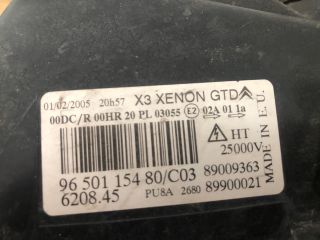 01/02/2005 20h57 X3 XENON GTD
00DC/R 00HR 20 PL 03055 E2 02A 01 1a
HT
25000V
MADE IN E.U.
96 501 154 80/C03 89009363
6208.45 PU8A 2680 89900021